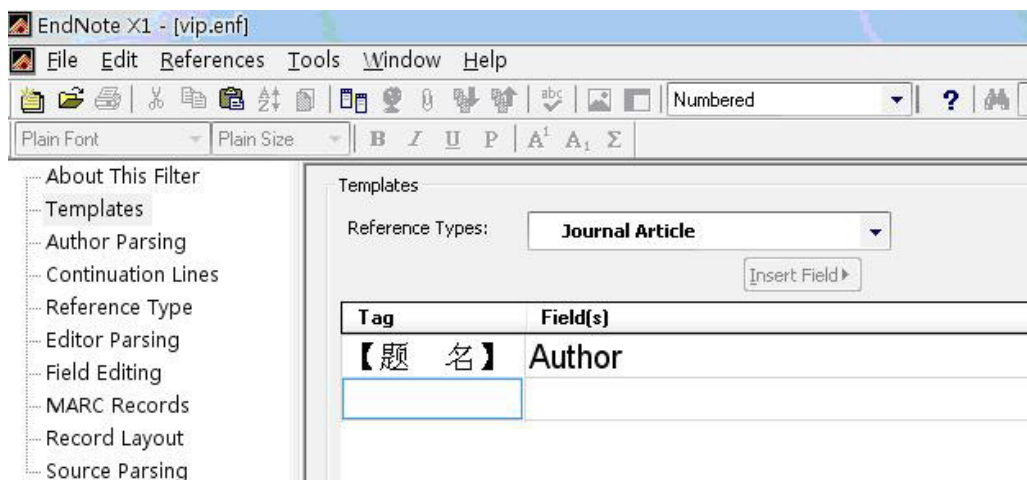 EndNote X1 - [vip.enf]
File Edit References Tools Window Help
abc Numbered ?
Plain Font Plain Size B I U P A¹ A₁ Σ
About This Filter
Templates
Author Parsing
Continuation Lines
Reference Type
Editor Parsing
Field Editing
MARC Records
Record Layout
Source Parsing
Templates
Reference Types: Journal Article
Insert Field
Tag Field(s)
【题 名】 Author